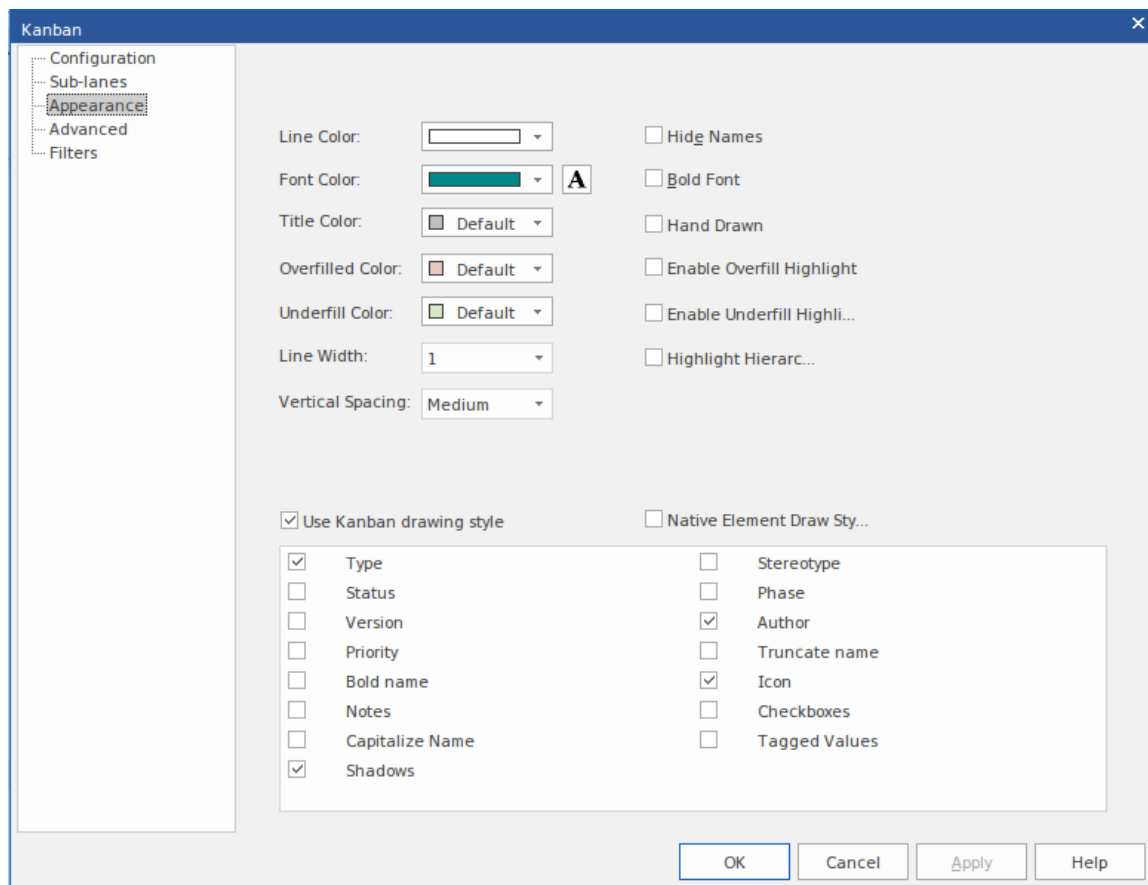 Kanban
Configuration
Sub-lanes
Appearance
Advanced
Filters
Line Color:
Hide Names
Font Color:
A
Bold Font
Title Color:
Default
Hand Drawn
Overfilled Color:
Default
Enable Overfill Highlight
Underfill Color:
Default
Enable Underfill Highli...
Line Width:
1
Highlight Hierarc...
Vertical Spacing:
Medium
Use Kanban drawing style
Native Element Draw Sty...
Type
Stereotype
Status
Phase
Version
Author
Priority
Truncate name
Bold name
Icon
Notes
Checkboxes
Capitalize Name
Tagged Values
Shadows
OK
Cancel
Apply
Help